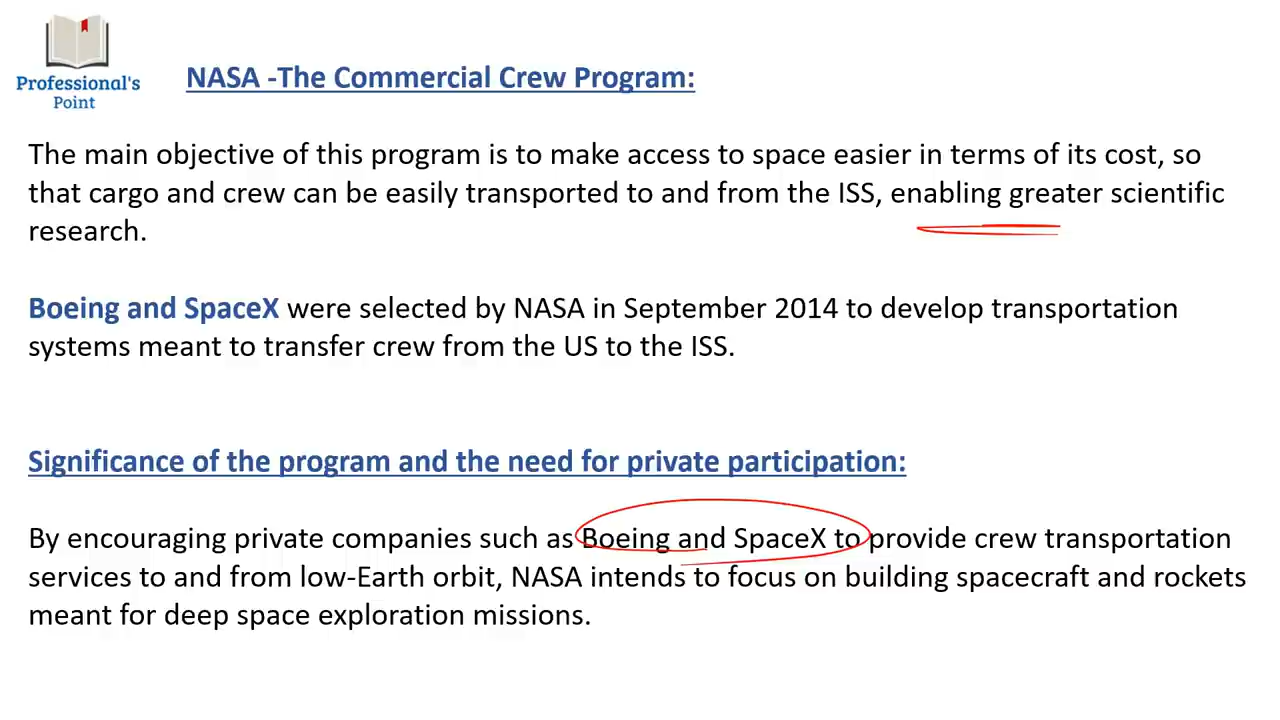 Professional's
Point
NASA -The Commercial Crew Program:
The main objective of this program is to make access to space easier in terms of its cost, so
that cargo and crew can be easily transported to and from the ISS, enabling greater scientific
research.
Boeing and SpaceX were selected by NASA in September 2014 to develop transportation
systems meant to transfer crew from the US to the ISS.
Significance of the program and the need for private participation:
By encouraging private companies such as Boeing and SpaceX to provide crew transportation
services to and from low-Earth orbit, NASA intends to focus on building spacecraft and rockets
meant for deep space exploration missions.